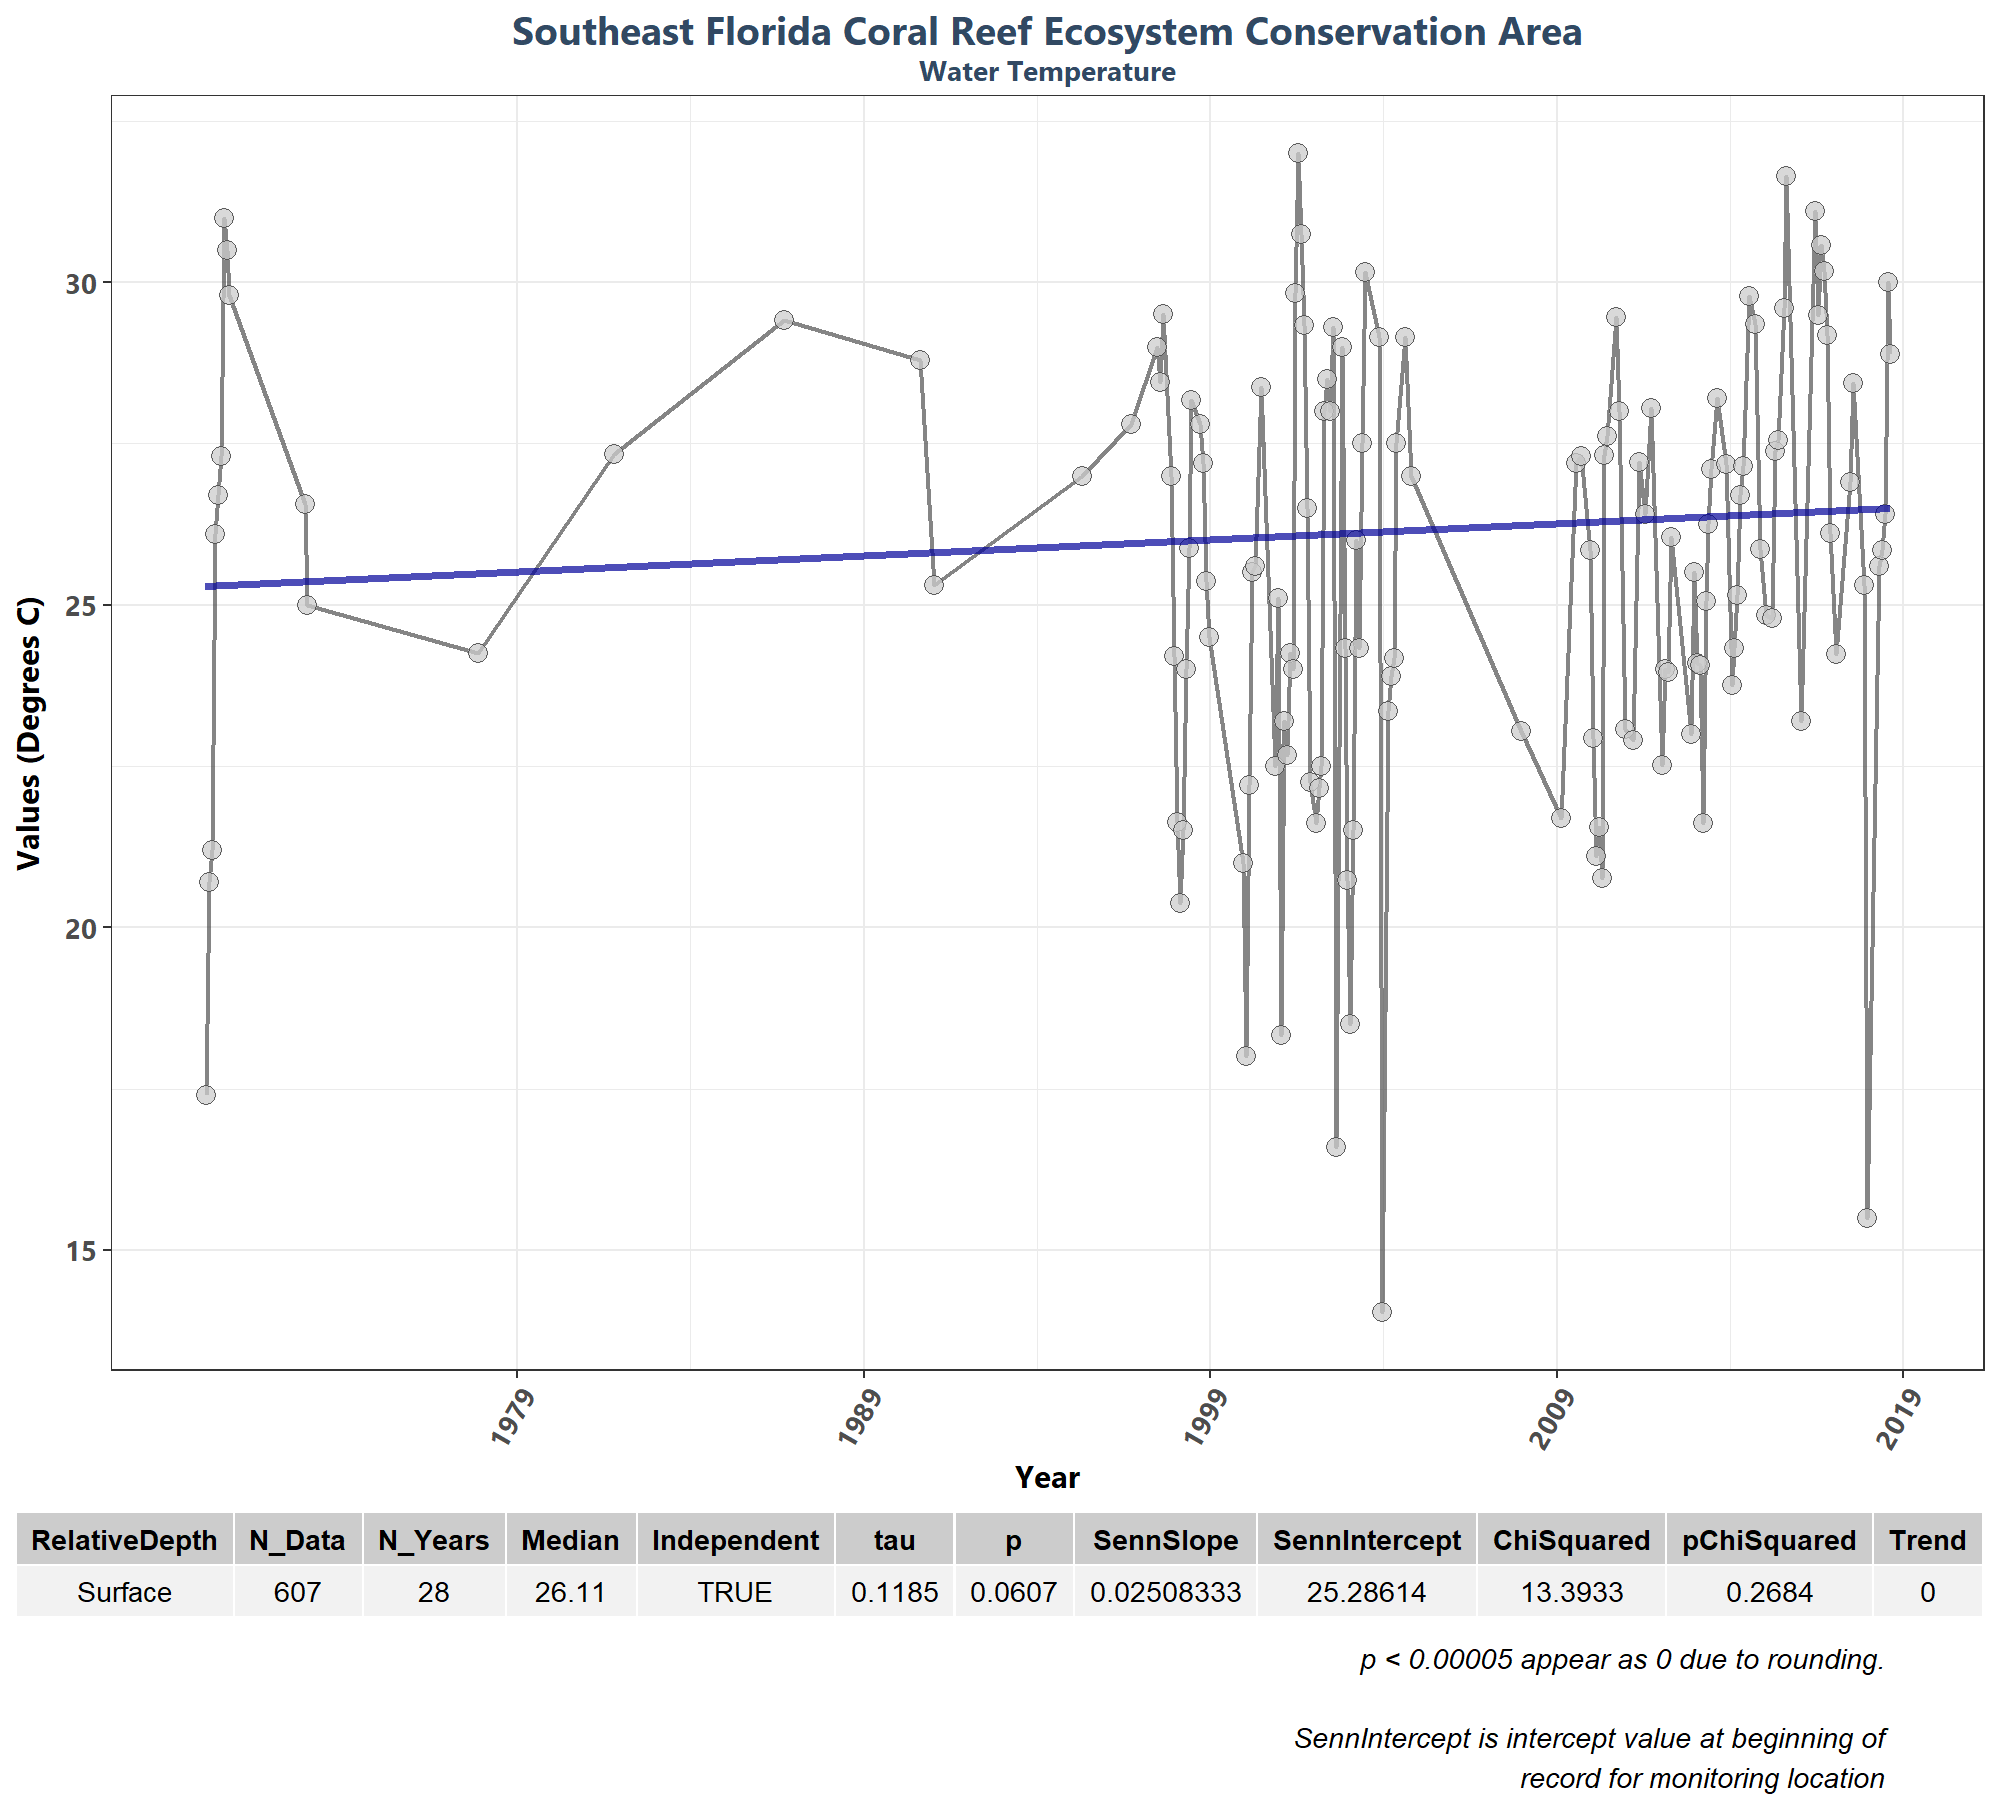 Southeast Florida Coral Reef Ecosystem Conservation Area
Water Temperature
Values (Degrees C)
30
25
20
15
1979
1989
1999
2009
2019
Year
RelativeDepth N_Data N_Years Median Independent tau p SennSlope SennIntercept ChiSquared pChiSquared Trend
Surface 607 28 26.11 TRUE 0.1185 0.0607 0.02508333 25.28614 13.3933 0.2684 0
p < 0.00005 appear as 0 due to rounding.
SennIntercept is intercept value at beginning of
record for monitoring location